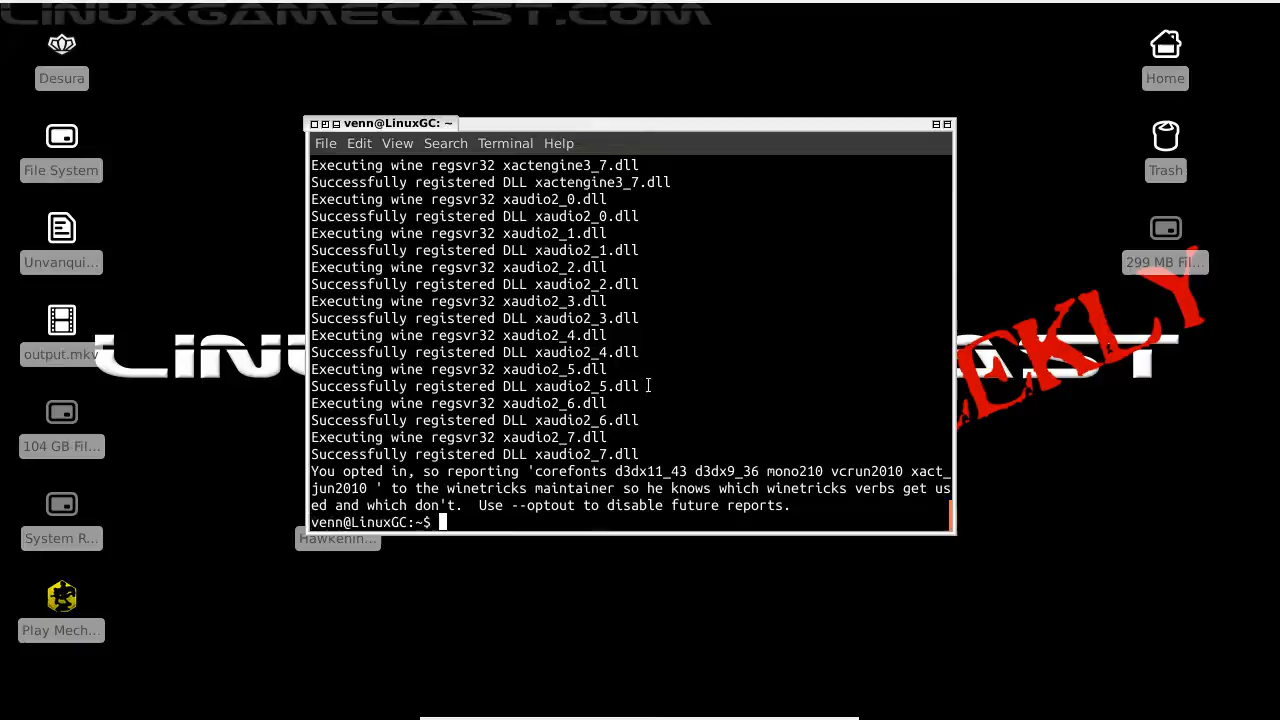 LINUXGAMECAST.COM
Desura
Home
File System
Trash
Unvanqui...
299 MB Fil...
output.mkv
104 GB Fil...
System R...
Hawkenin...
Play Mech...
venn@LinuxGC: ~
File Edit View Search Terminal Help
Executing wine regsvr32 xactengine3_7.dll
Successfully registered DLL xactengine3_7.dll
Executing wine regsvr32 xaudio2_0.dll
Successfully registered DLL xaudio2_0.dll
Executing wine regsvr32 xaudio2_1.dll
Successfully registered DLL xaudio2_1.dll
Executing wine regsvr32 xaudio2_2.dll
Successfully registered DLL xaudio2_2.dll
Executing wine regsvr32 xaudio2_3.dll
Successfully registered DLL xaudio2_3.dll
Executing wine regsvr32 xaudio2_4.dll
Successfully registered DLL xaudio2_4.dll
Executing wine regsvr32 xaudio2_5.dll
Successfully registered DLL xaudio2_5.dll
Executing wine regsvr32 xaudio2_6.dll
Successfully registered DLL xaudio2_6.dll
Executing wine regsvr32 xaudio2_7.dll
Successfully registered DLL xaudio2_7.dll
You opted in, so reporting 'corefonts d3dx11_43 d3dx9_36 mono210 vcrun2010 xact_
jun2010 ' to the winetricks maintainer so he knows which winetricks verbs get us
ed and which don't.  Use --optout to disable future reports.
venn@LinuxGC:~$